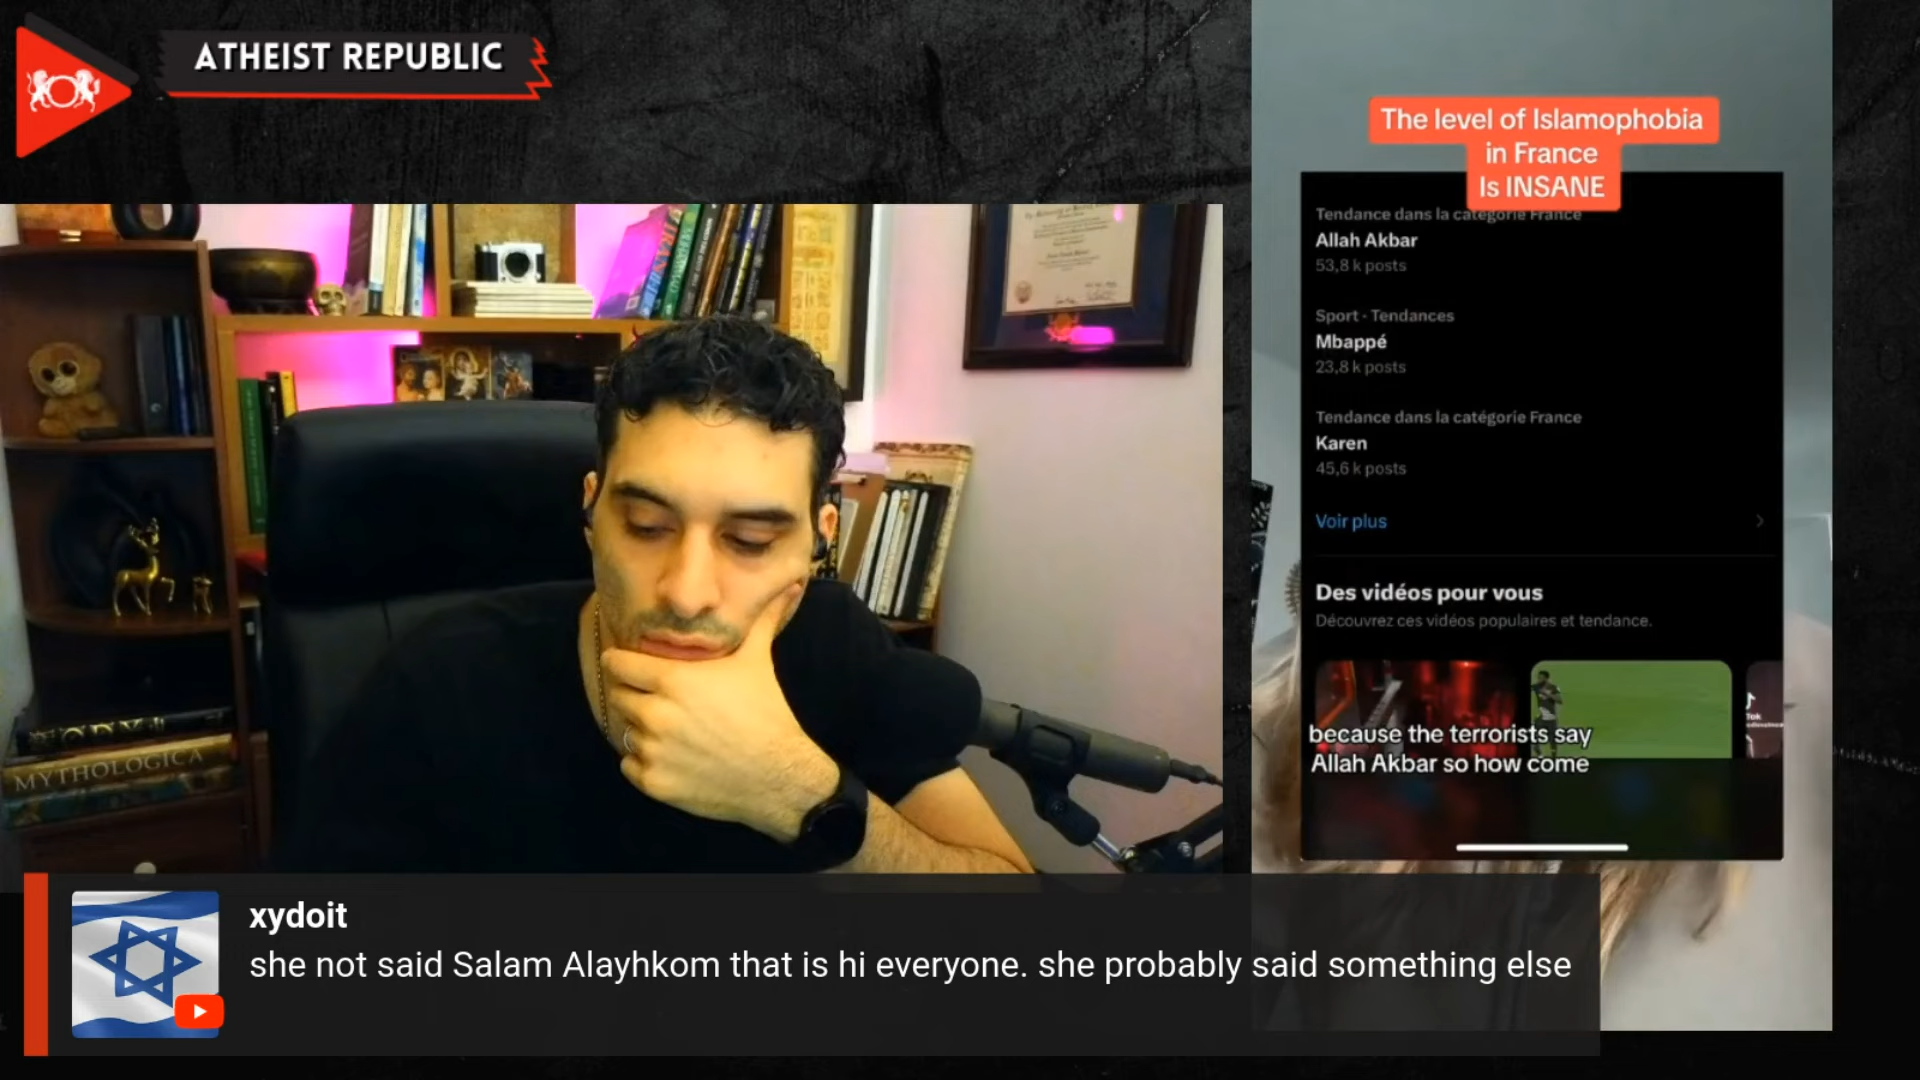 ATHEIST REPUBLIC
The level of Islamophobia
in France
Is INSANE
Tendance dans la catégorie France
Allah Akbar
53,8 k posts
Sport - Tendances
Mbappé
23,8 k posts
Tendance dans la catégorie France
Karen
45,6 k posts
Voir plus
Des vidéos pour vous
Découvrez ces vidéos populaires et tendance.
because the terrorists say
Allah Akbar so how come
MYTHOLOGICA
xydoit
she not said Salam Alayhkom that is hi everyone. she probably said something else